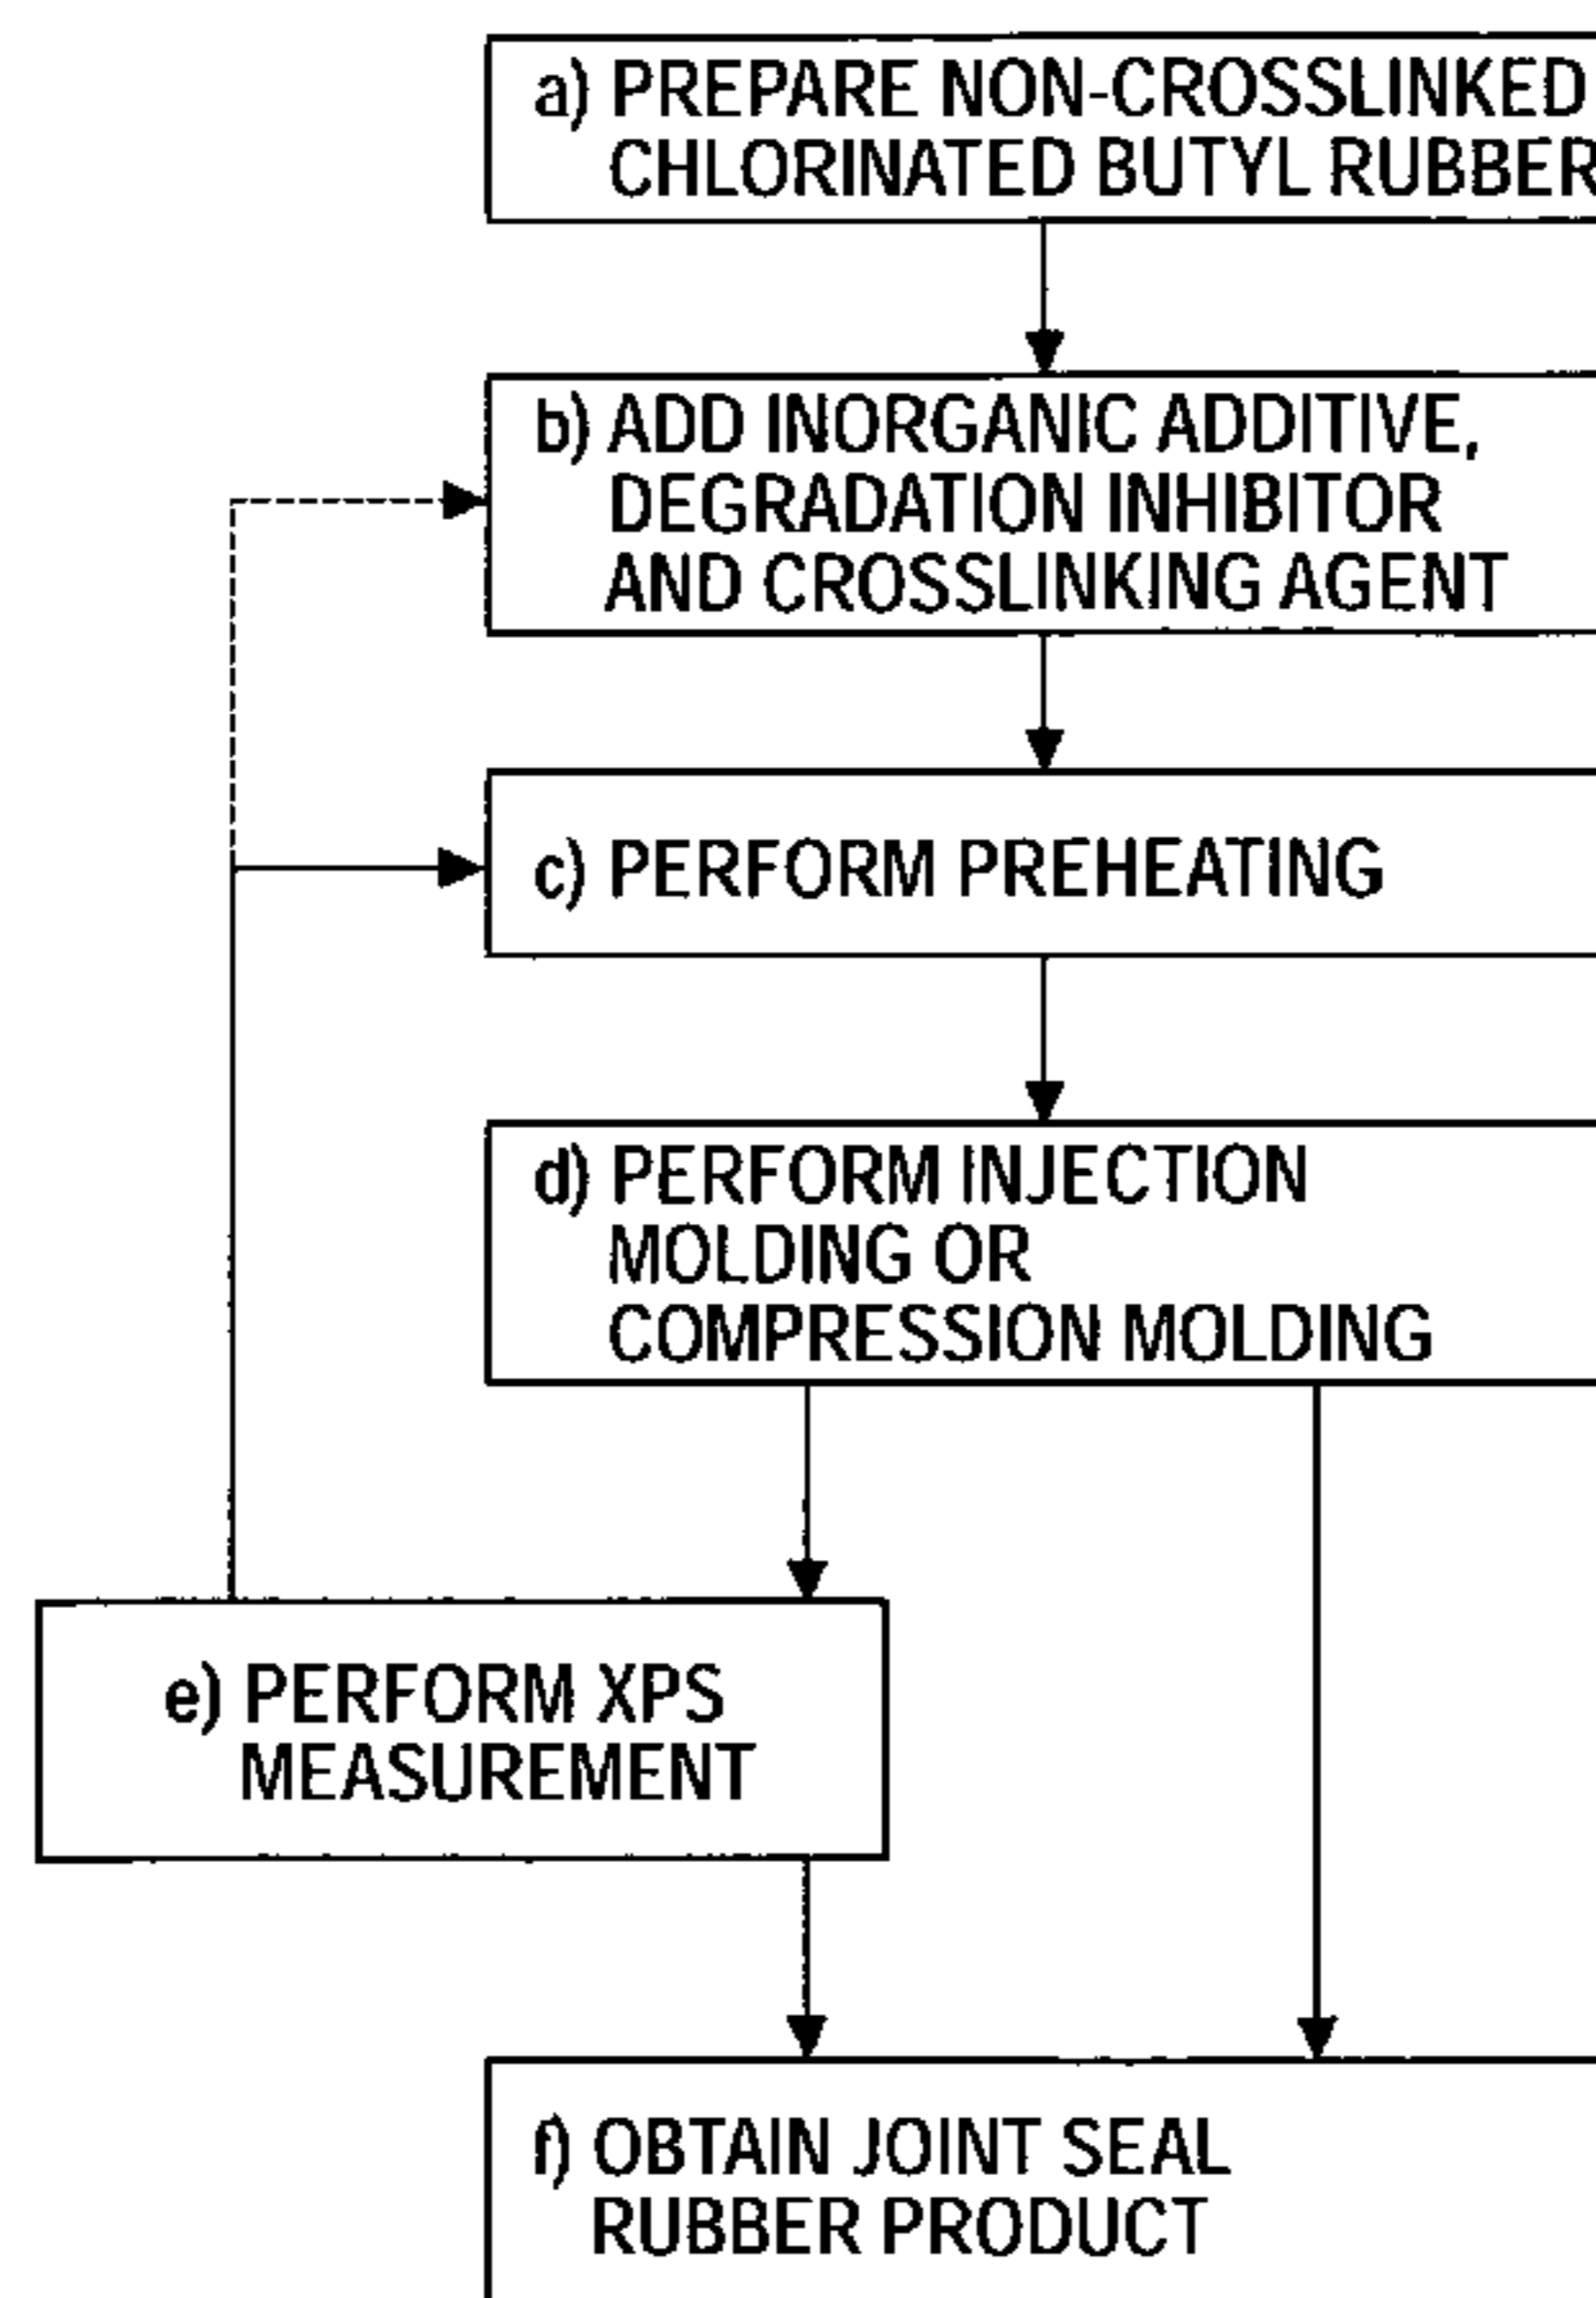 a) PREPARE NON-CROSSLINKED
CHLORINATED BUTYL RUBBER
b) ADD INORGANIC ADDITIVE,
DEGRADATION INHIBITOR
AND CROSSLINKING AGENT
c) PERFORM PREHEATING
d) PERFORM INJECTION
MOLDING OR
COMPRESSION MOLDING
e) PERFORM XPS
MEASUREMENT
f) OBTAIN JOINT SEAL
RUBBER PRODUCT